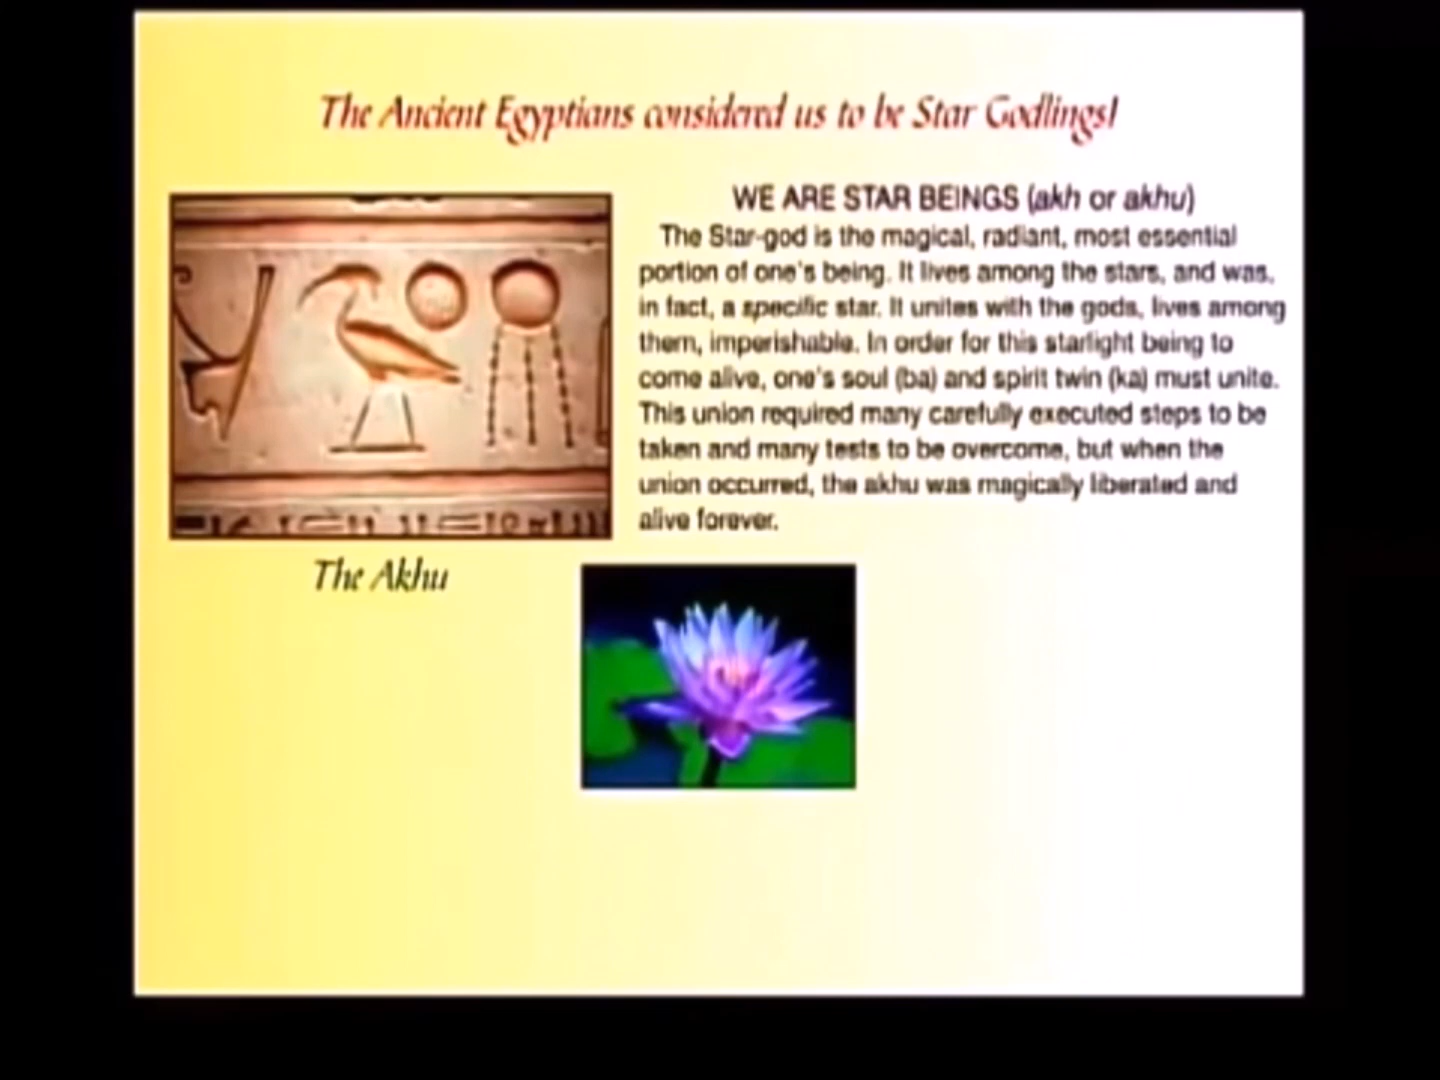 The Ancient Egyptians considered us to be Star Godlings!
WE ARE STAR BEINGS (akh or akhu)
The Star-god is the magical, radiant, most essential
portion of one's being. It lives among the stars, and was,
in fact, a specific star. It unites with the gods, lives among
them, imperishable. In order for this starlight being to
come alive, one's soul (ba) and spirit twin (ka) must unite.
This union required many carefully executed steps to be
taken and many tests to be overcome, but when the
union occurred, the akhu was magically liberated and
alive forever.
The Akhu